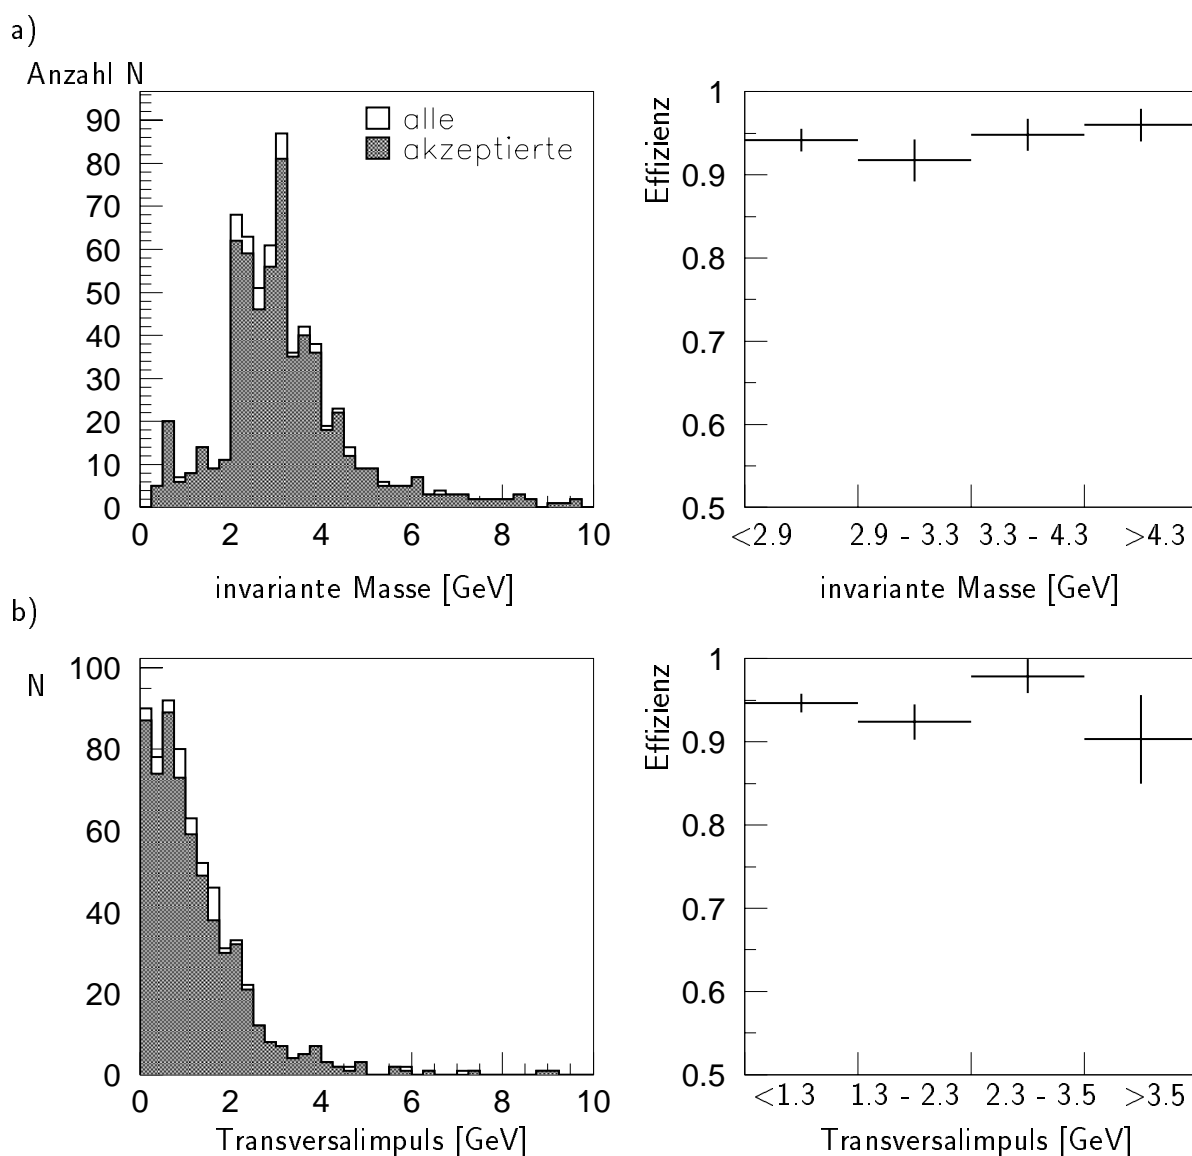 a)
Anzahl N
alle
akzeptierte
90
80
70
60
50
40
30
20
10
0
0 2 4 6 8 10
invariante Masse [GeV]
Effizienz
1
0.9
0.8
0.7
0.6
0.5
<2.9 2.9 - 3.3 3.3 - 4.3 >4.3
invariante Masse [GeV]
b)
N
100
80
60
40
20
0
0 2 4 6 8 10
Transversalimpuls [GeV]
Effizienz
1
0.9
0.8
0.7
0.6
0.5
<1.3 1.3 - 2.3 2.3 - 3.5 >3.5
Transversalimpuls [GeV]